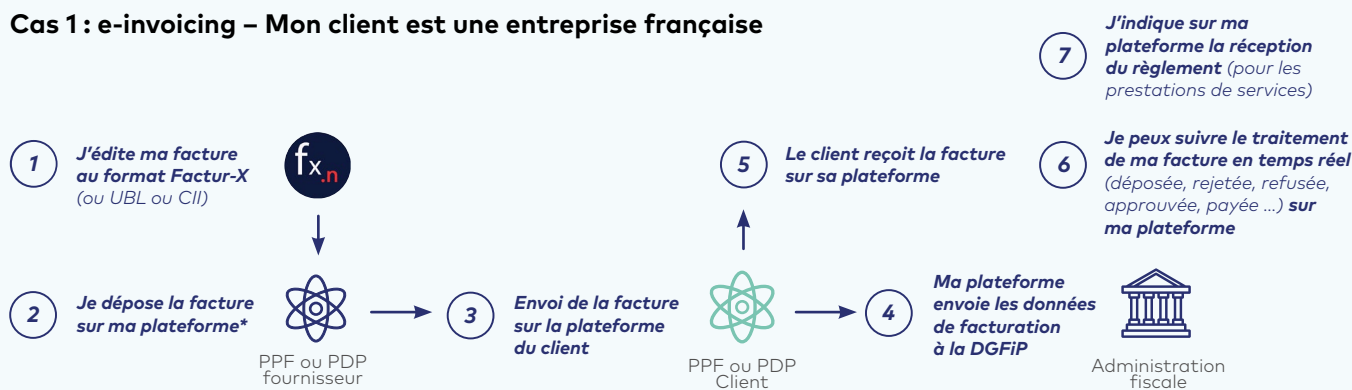 Cas 1 : e-invoicing – Mon client est une entreprise française
1
J'édite ma facture
au format Factur-X
(ou UBL ou CII)
fx.n
2
Je dépose la facture
sur ma plateforme*
PPF ou PDP
fournisseur
3
Envoi de la facture
sur la plateforme
du client
PPF ou PDP
Client
4
Ma plateforme
envoie les données
de facturation
à la DGFiP
Administration
fiscale
5
Le client reçoit la facture
sur sa plateforme
6
Je peux suivre le traitement
de ma facture en temps réel
(déposée, rejetée, refusée,
approuvée, payée ...) sur
ma plateforme
7
J'indique sur ma
plateforme la réception
du règlement (pour les
prestations de services)